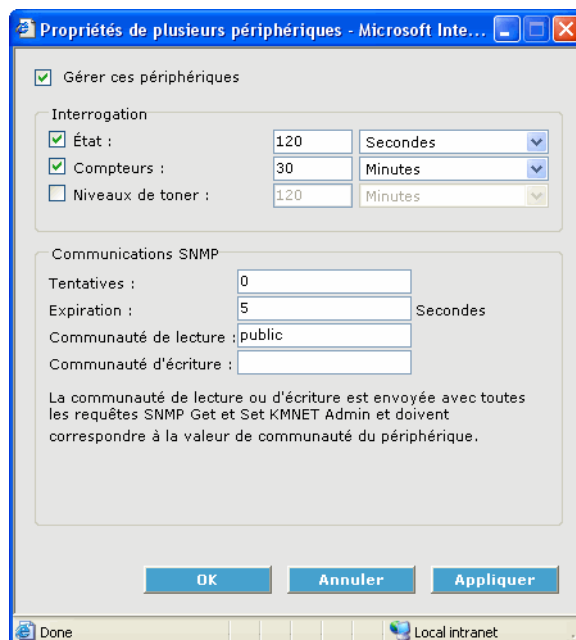 Propriétés de plusieurs périphériques - Microsoft Inte...
Gérer ces périphériques
Interrogation
État : 120 Secondes
Compteurs : 30 Minutes
Niveaux de toner : 120 Minutes
Communications SNMP
Tentatives : 0
Expiration : 5 Secondes
Communauté de lecture : public
Communauté d'écriture :
La communauté de lecture ou d'écriture est envoyée avec toutes
les requêtes SNMP Get et Set KMNET Admin et doivent
correspondre à la valeur de communauté du périphérique.
OK Annuler Appliquer
Done Local intranet